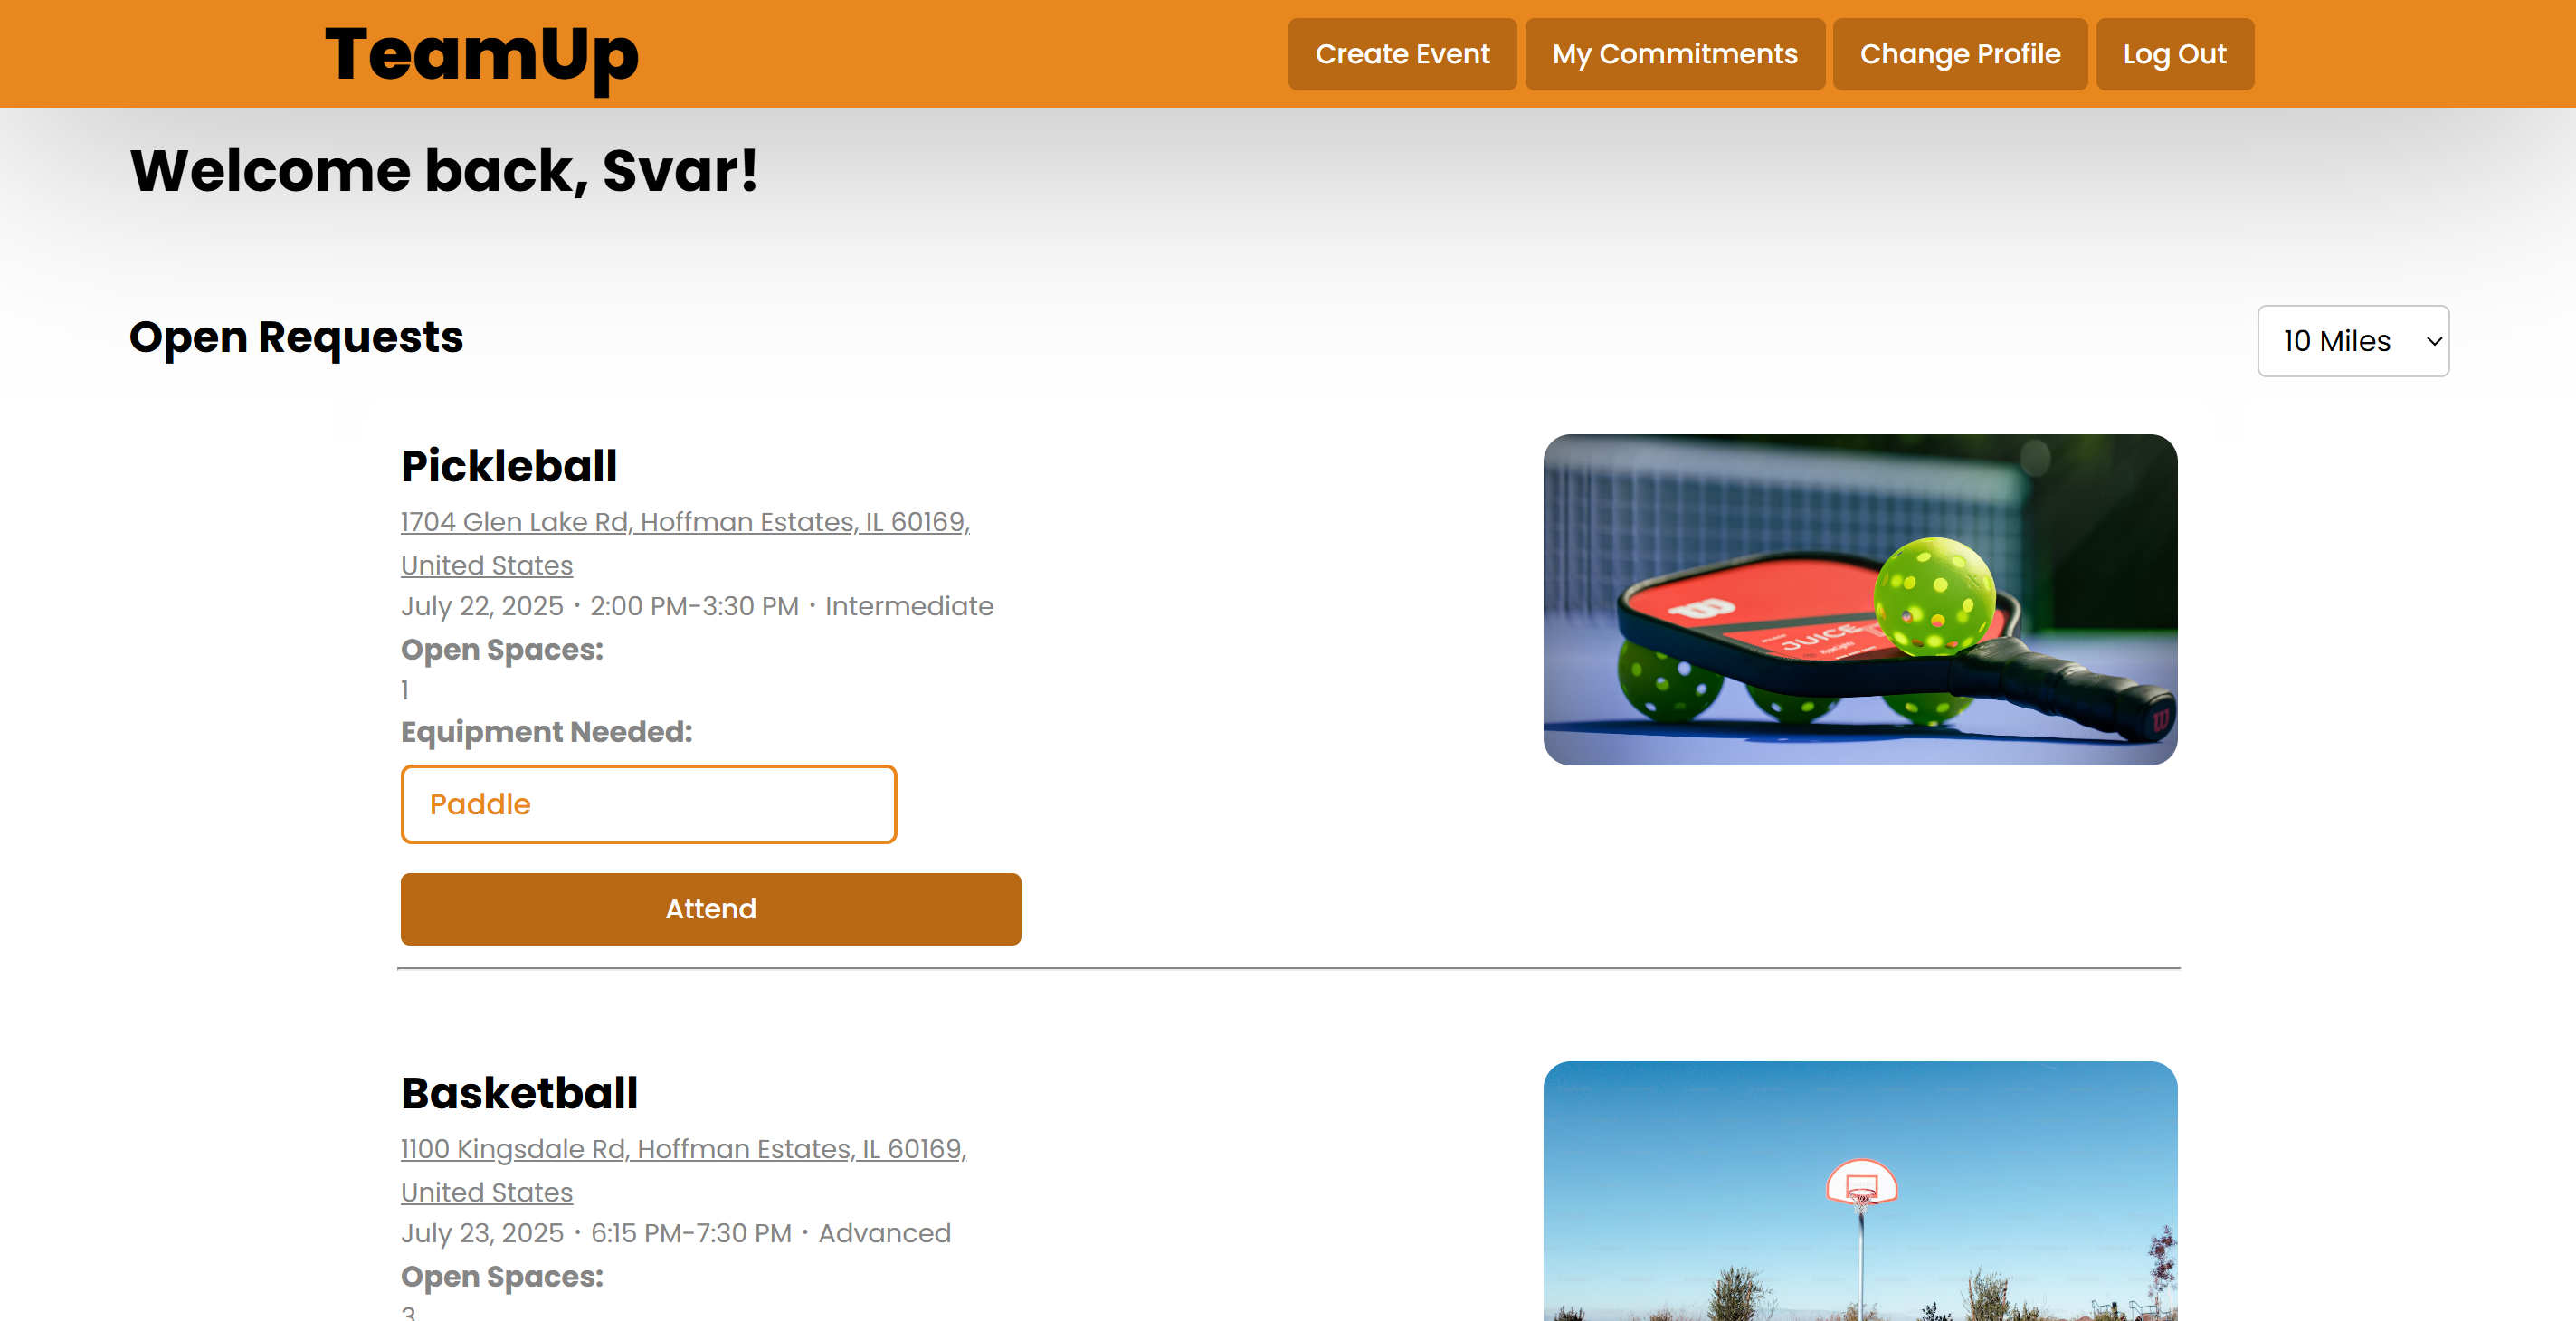 TeamUp
Create Event
My Commitments
Change Profile
Log Out
Welcome back, Svar!
Open Requests
10 Miles
Pickleball
1704 Glen Lake Rd, Hoffman Estates, IL 60169,
United States
July 22, 2025 · 2:00 PM-3:30 PM · Intermediate
Open Spaces:
1
Equipment Needed:
Paddle
Attend
JUICE
Basketball
1100 Kingsdale Rd, Hoffman Estates, IL 60169,
United States
July 23, 2025 · 6:15 PM-7:30 PM · Advanced
Open Spaces:
3